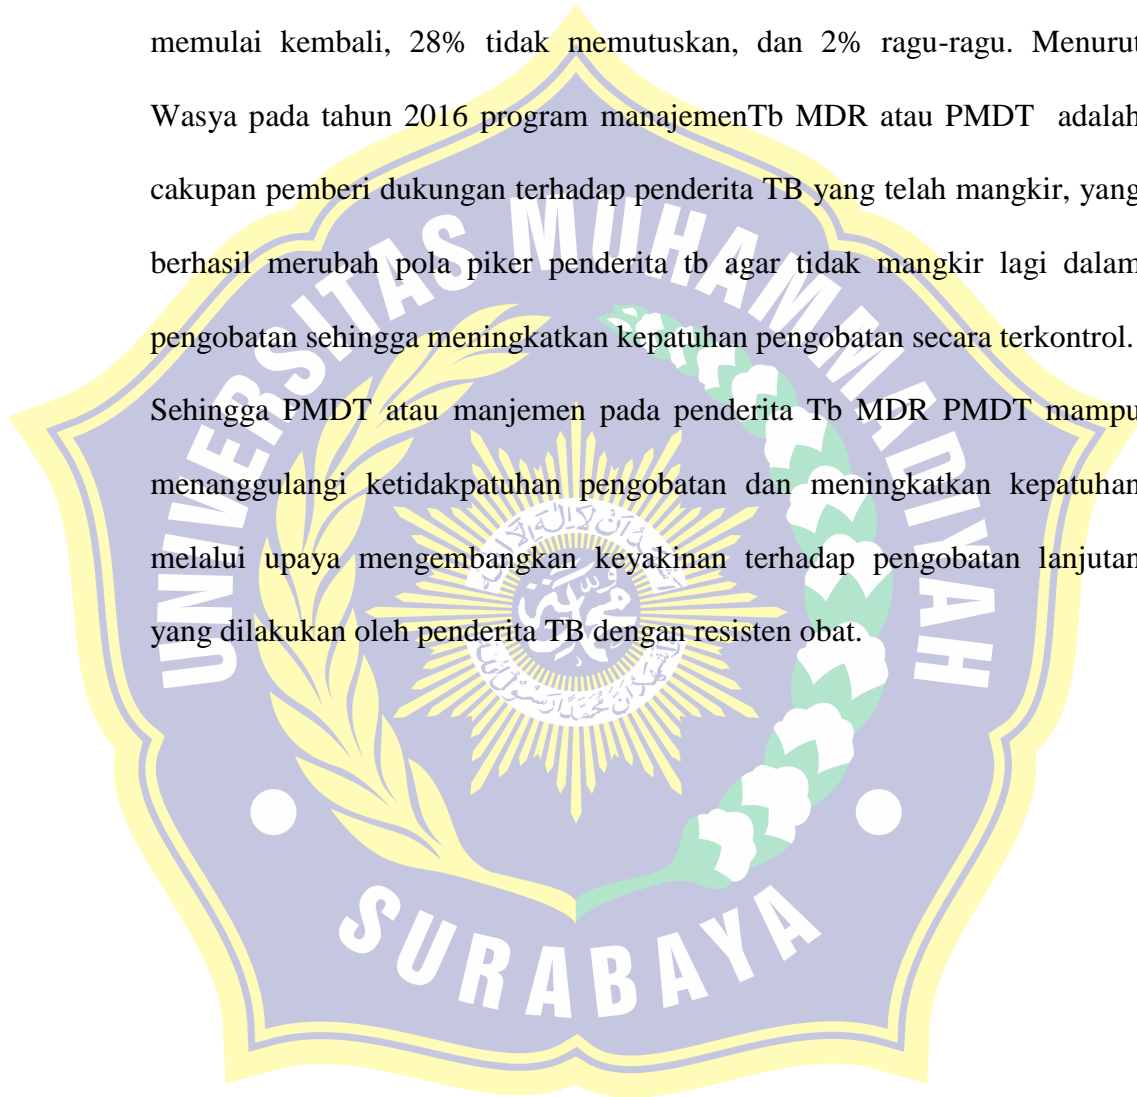 memulai kembali, 28% tidak memutuskan, dan 2% ragu-ragu. Menurut
Wasya pada tahun 2016 program manajemenTb MDR atau PMDT adalah
cakupan pemberi dukungan terhadap penderita TB yang telah mangkir, yang
berhasil merubah pola piker penderita tb agar tidak mangkir lagi dalam
pengobatan sehingga meningkatkan kepatuhan pengobatan secara terkontrol.
Sehingga PMDT atau manjemen pada penderita Tb MDR PMDT mampu
menanggulangi ketidakpatuhan pengobatan dan meningkatkan kepatuhan
melalui upaya mengembangkan keyakinan terhadap pengobatan lanjutan
yang dilakukan oleh penderita TB dengan resisten obat.
UNIVERSITAS MUHAMMADIYAH
SURABAYA